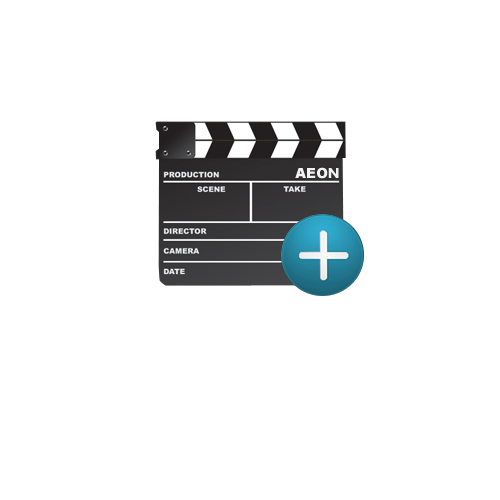 PRODUCTION AEON
SCENE TAKE
DIRECTOR
CAMERA
DATE